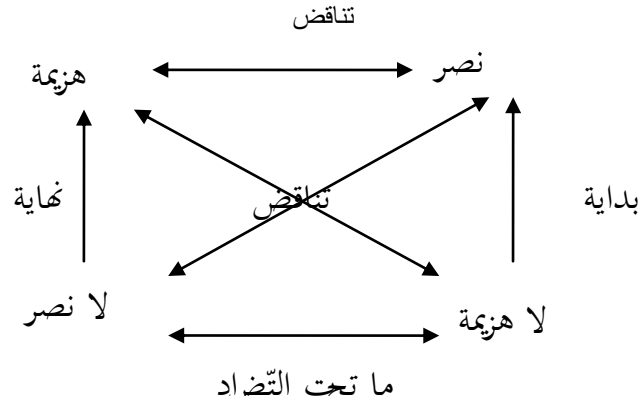 تناقض
نصر
هزيمة
بداية
تناقض
نهاية
لا هزيمة
لا نصر
ما تحت التّضاد